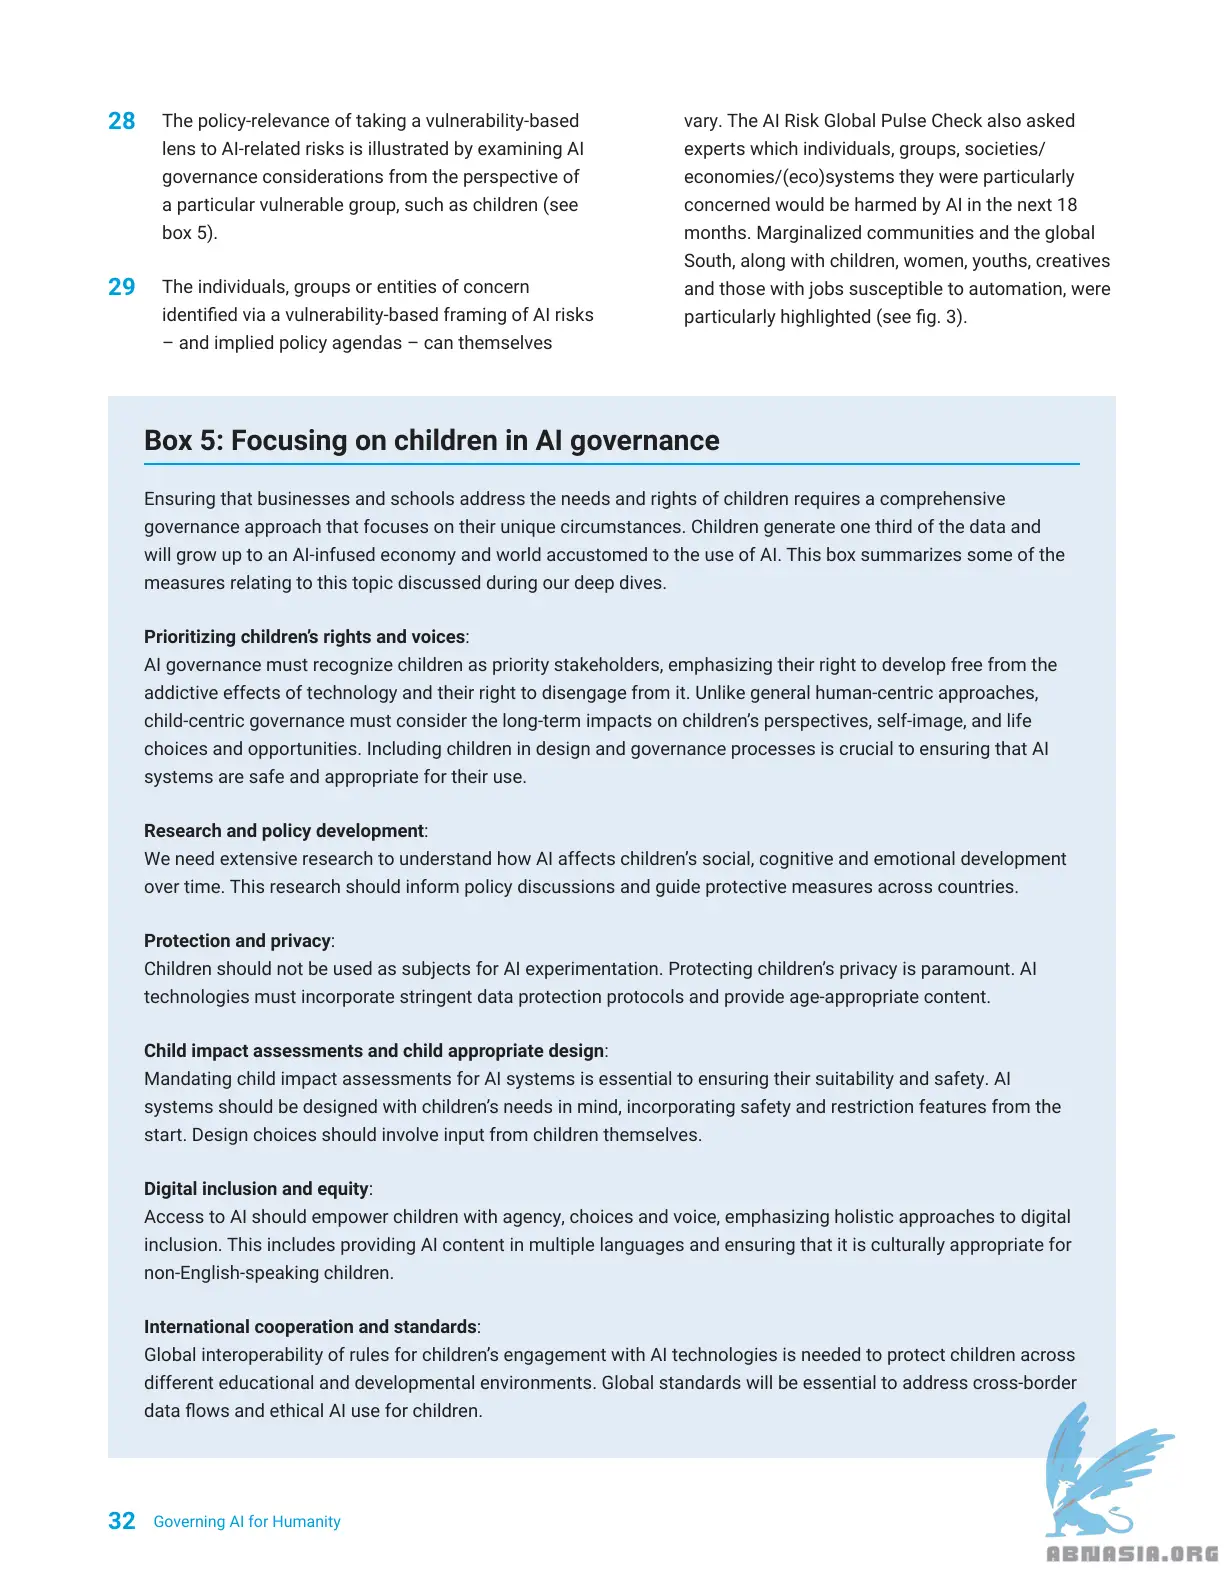 28 The policy-relevance of taking a vulnerability-based
lens to AI-related risks is illustrated by examining AI
governance considerations from the perspective of
a particular vulnerable group, such as children (see
box 5).
29 The individuals, groups or entities of concern
identified via a vulnerability-based framing of AI risks
– and implied policy agendas – can themselves
vary. The AI Risk Global Pulse Check also asked
experts which individuals, groups, societies/
economies/(eco)systems they were particularly
concerned would be harmed by AI in the next 18
months. Marginalized communities and the global
South, along with children, women, youths, creatives
and those with jobs susceptible to automation, were
particularly highlighted (see fig. 3).
Box 5: Focusing on children in AI governance
Ensuring that businesses and schools address the needs and rights of children requires a comprehensive
governance approach that focuses on their unique circumstances. Children generate one third of the data and
will grow up to an AI-infused economy and world accustomed to the use of AI. This box summarizes some of the
measures relating to this topic discussed during our deep dives.
Prioritizing children’s rights and voices:
AI governance must recognize children as priority stakeholders, emphasizing their right to develop free from the
addictive effects of technology and their right to disengage from it. Unlike general human-centric approaches,
child-centric governance must consider the long-term impacts on children’s perspectives, self-image, and life
choices and opportunities. Including children in design and governance processes is crucial to ensuring that AI
systems are safe and appropriate for their use.
Research and policy development:
We need extensive research to understand how AI affects children’s social, cognitive and emotional development
over time. This research should inform policy discussions and guide protective measures across countries.
Protection and privacy:
Children should not be used as subjects for AI experimentation. Protecting children’s privacy is paramount. AI
technologies must incorporate stringent data protection protocols and provide age-appropriate content.
Child impact assessments and child appropriate design:
Mandating child impact assessments for AI systems is essential to ensuring their suitability and safety. AI
systems should be designed with children’s needs in mind, incorporating safety and restriction features from the
start. Design choices should involve input from children themselves.
Digital inclusion and equity:
Access to AI should empower children with agency, choices and voice, emphasizing holistic approaches to digital
inclusion. This includes providing AI content in multiple languages and ensuring that it is culturally appropriate for
non-English-speaking children.
International cooperation and standards:
Global interoperability of rules for children’s engagement with AI technologies is needed to protect children across
different educational and developmental environments. Global standards will be essential to address cross-border
data flows and ethical AI use for children.
32 Governing AI for Humanity
ABNASIA.ORG